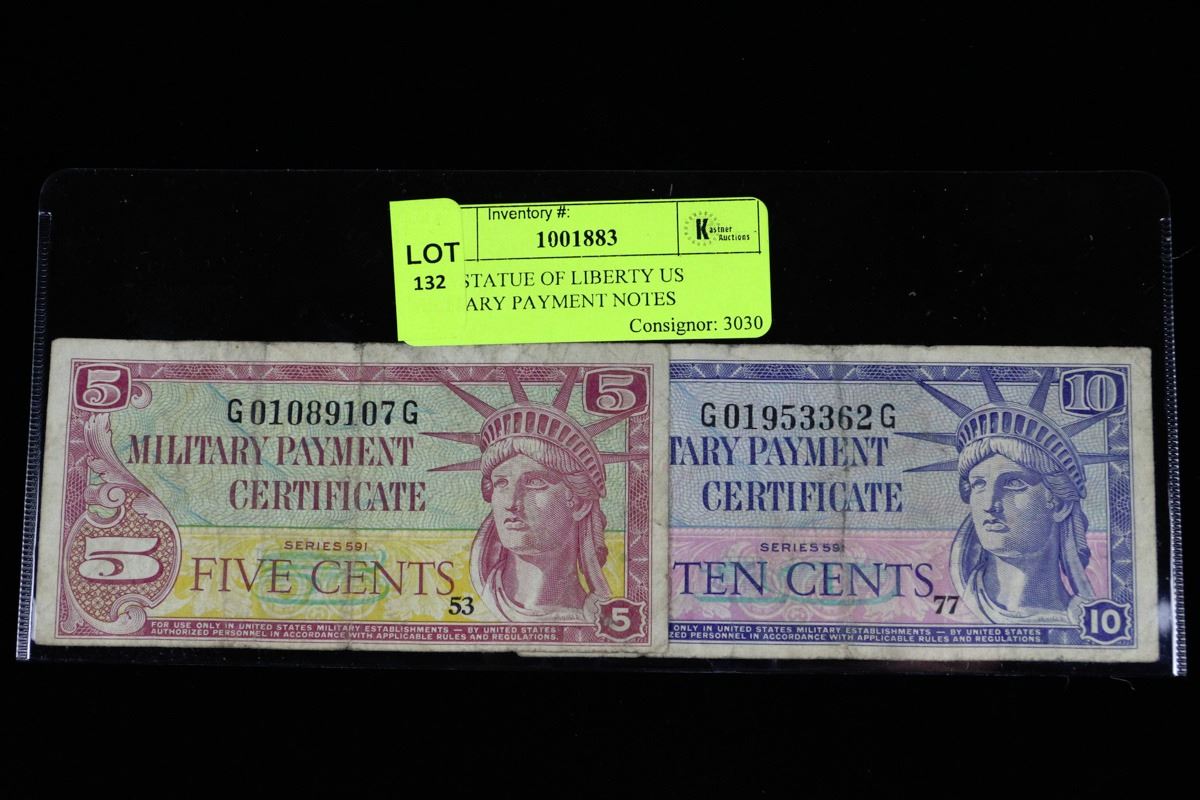 Inventory #:
LOT
132
1001883
Kastner
Auctions
STATUE OF LIBERTY US
ARY PAYMENT NOTES
Consignor: 3030
5 5
G01089107G
MILITARY PAYMENT
CERTIFICATE
SERIES 591
5
FIVE CENTS
53
5
FOR USE ONLY IN UNITED STATES MILITARY ESTABLISHMENTS — BY UNITED STATES
AUTHORIZED PERSONNEL IN ACCORDANCE WITH APPLICABLE RULES AND REGULATIONS.
10
G01953362G
TARY PAYMENT
CERTIFICATE
SERIES 591
TEN CENTS
77
10
ONLY IN UNITED STATES MILITARY ESTABLISHMENTS — BY UNITED STATES
ZED PERSONNEL IN ACCORDANCE WITH APPLICABLE RULES AND REGULATIONS